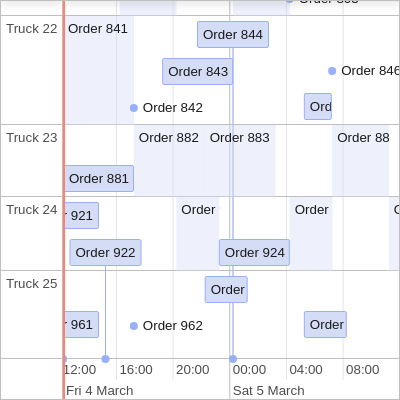 Truck 22
Order 841
Order 844
Order 843
Order 846
Order 842
Ord
Truck 23
Order 882
Order 883
Order 88
Order 881
Truck 24
Order
Order
921
Order 922
Order 924
Truck 25
Order
961
Order 962
Order
12:00
16:00
20:00
00:00
04:00
08:00
Fri 4 March
Sat 5 March